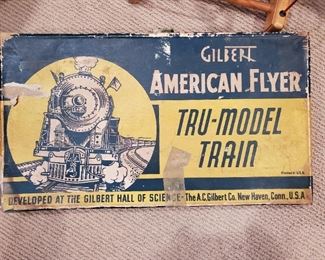 GILBERT
AMERICAN FLYER
TRU-MODEL
TRAIN
Printed U.S.A.
DEVELOPED AT THE GILBERT HALL OF SCIENCE-The A.C. Gilbert Co. New Haven, Conn., U.S.A.